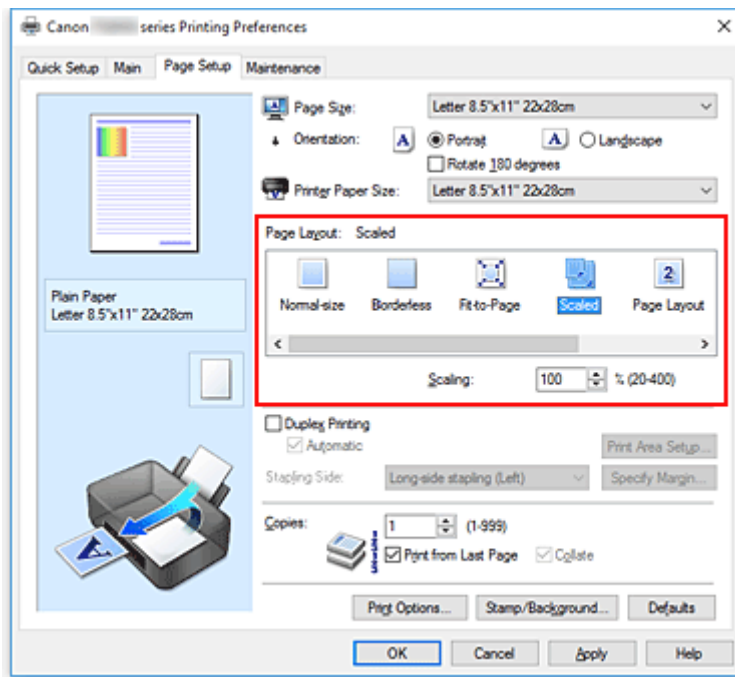 Canon series Printing Preferences
Quick Setup Main Page Setup Maintenance
Page Size: Letter 8.5"x11" 22x28cm
Orientation: A Portrait A Landscape
Rotate 180 degrees
Printer Paper Size: Letter 8.5"x11" 22x28cm
Page Layout: Scaled
Normal-size Borderless Fit-to-Page Scaled Page Layout
Scaling: 100 % (20-400)
Plain Paper
Letter 8.5"x11" 22x28cm
Duplex Printing
Automatic Print Area Setup...
Stapling Side: Long-side stapling (Left) Specify Margin...
Copies: 1 (1-999)
Print from Last Page Collate
Print Options... Stamp/Background... Defaults
OK Cancel Apply Help